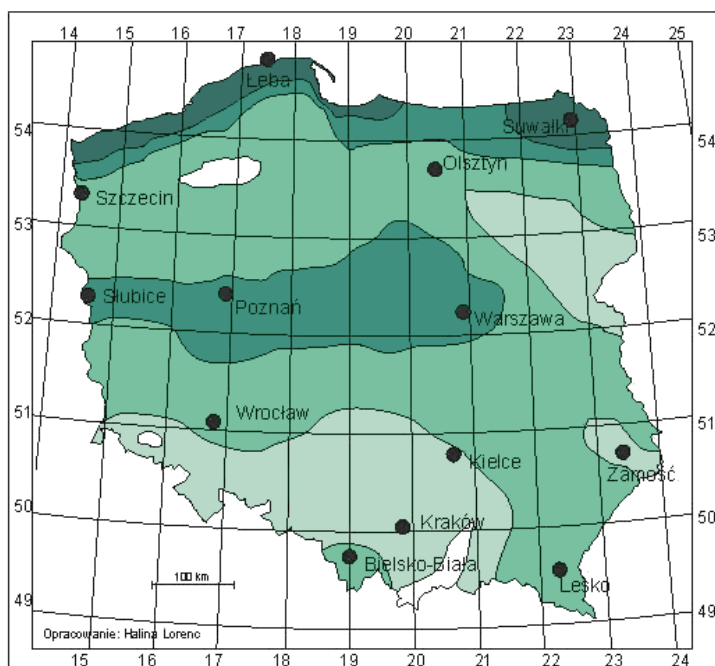 14 15 16 17 18 19 20 21 22 23 24 25
Łeba
54 Suwałki 54
Olsztyn
Szczecin
53 53
Słubice Poznań Warszawa
52 52
Wrocław
51 51
Kielce Zamość
50 Kraków 50
Bielsko-Biała Lesko
100 km
49 49
Opracowanie: Halina Lorenc
15 16 17 18 19 20 21 22 23 24